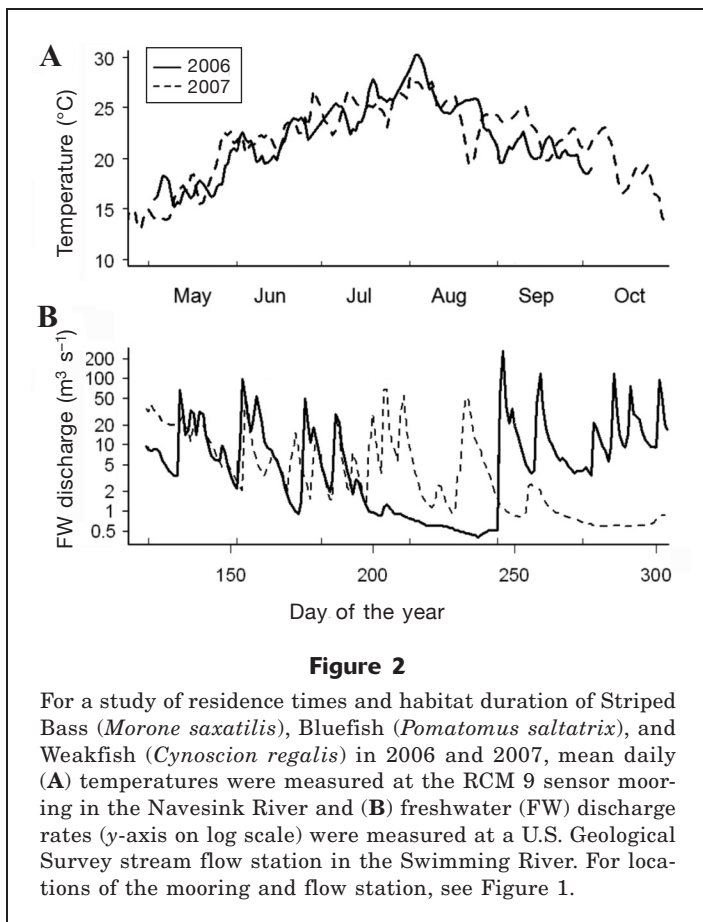 A
30
25
20
15
10
Temperature (°C)
2006
2007
May Jun Jul Aug Sep Oct
B
200
100
50
20
10
5
2
1
0.5
FW discharge (m³ s⁻¹)
150 200 250 300
Day of the year
Figure 2
For a study of residence times and habitat duration of Striped
Bass (Morone saxatilis), Bluefish (Pomatomus saltatrix), and
Weakfish (Cynoscion regalis) in 2006 and 2007, mean daily
(A) temperatures were measured at the RCM 9 sensor moor-
ing in the Navesink River and (B) freshwater (FW) discharge
rates (y-axis on log scale) were measured at a U.S. Geological
Survey stream flow station in the Swimming River. For loca-
tions of the mooring and flow station, see Figure 1.